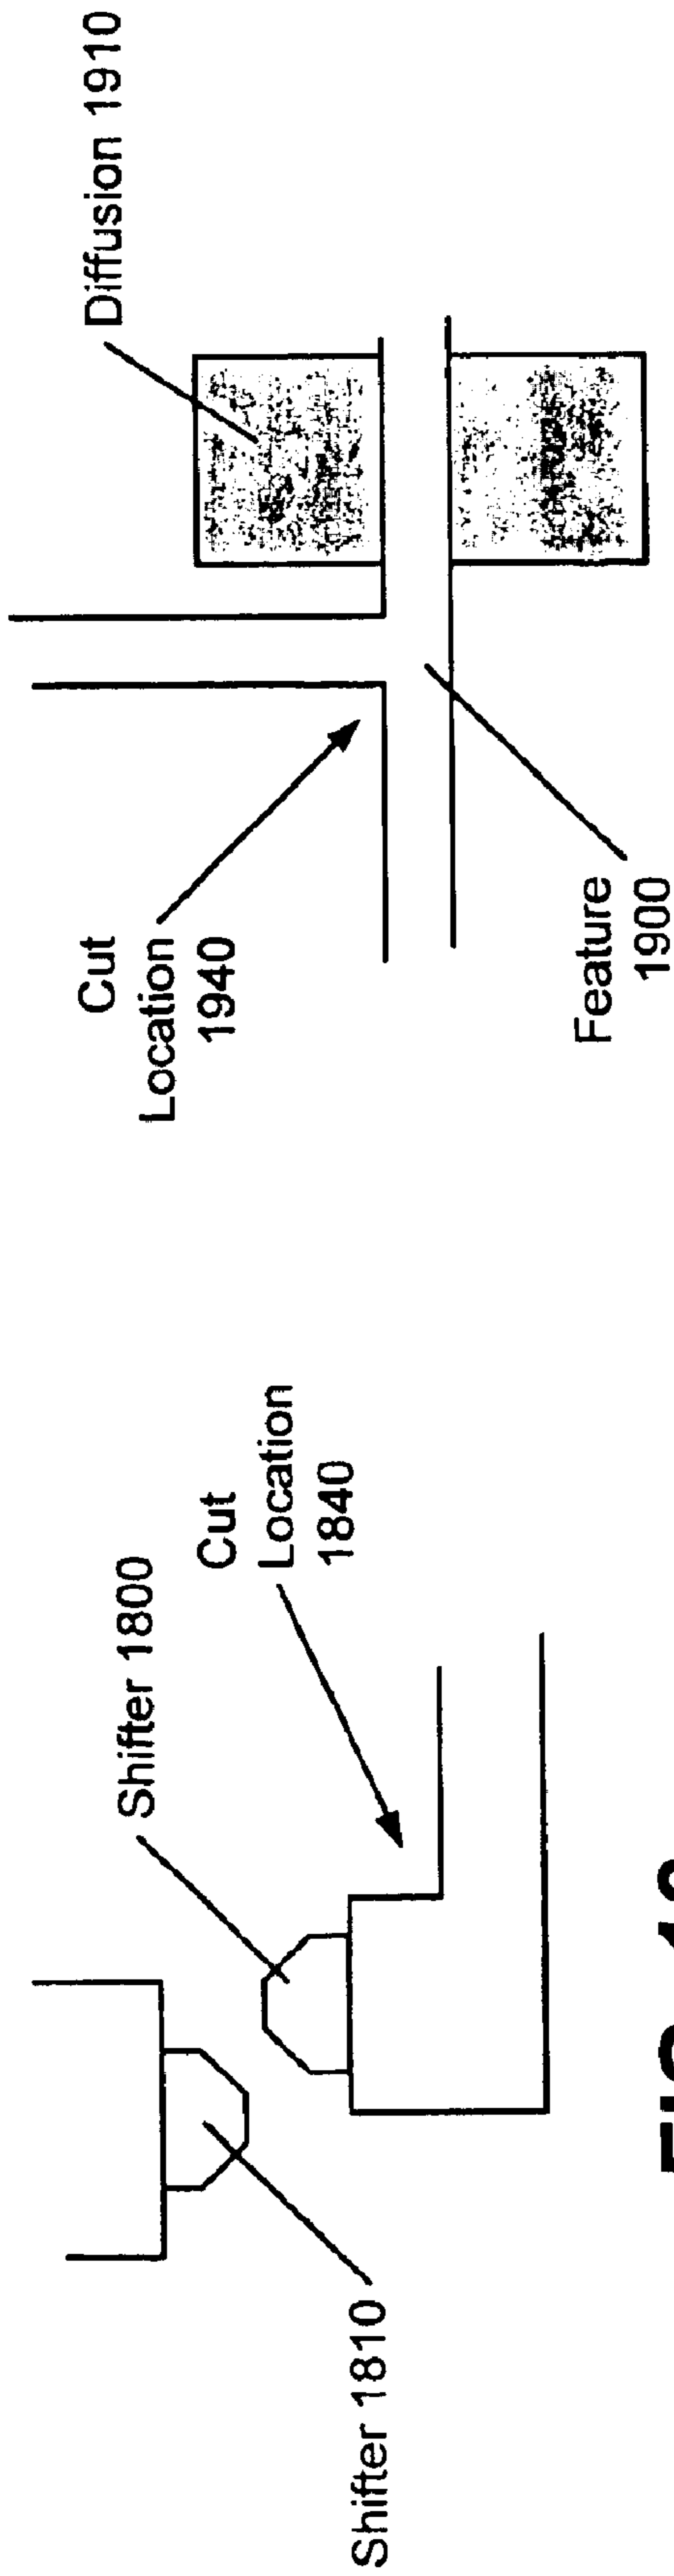 Shifter 1810
Shifter 1800
Cut
Location
1840
Cut
Location
1940
Diffusion 1910
Feature
1900